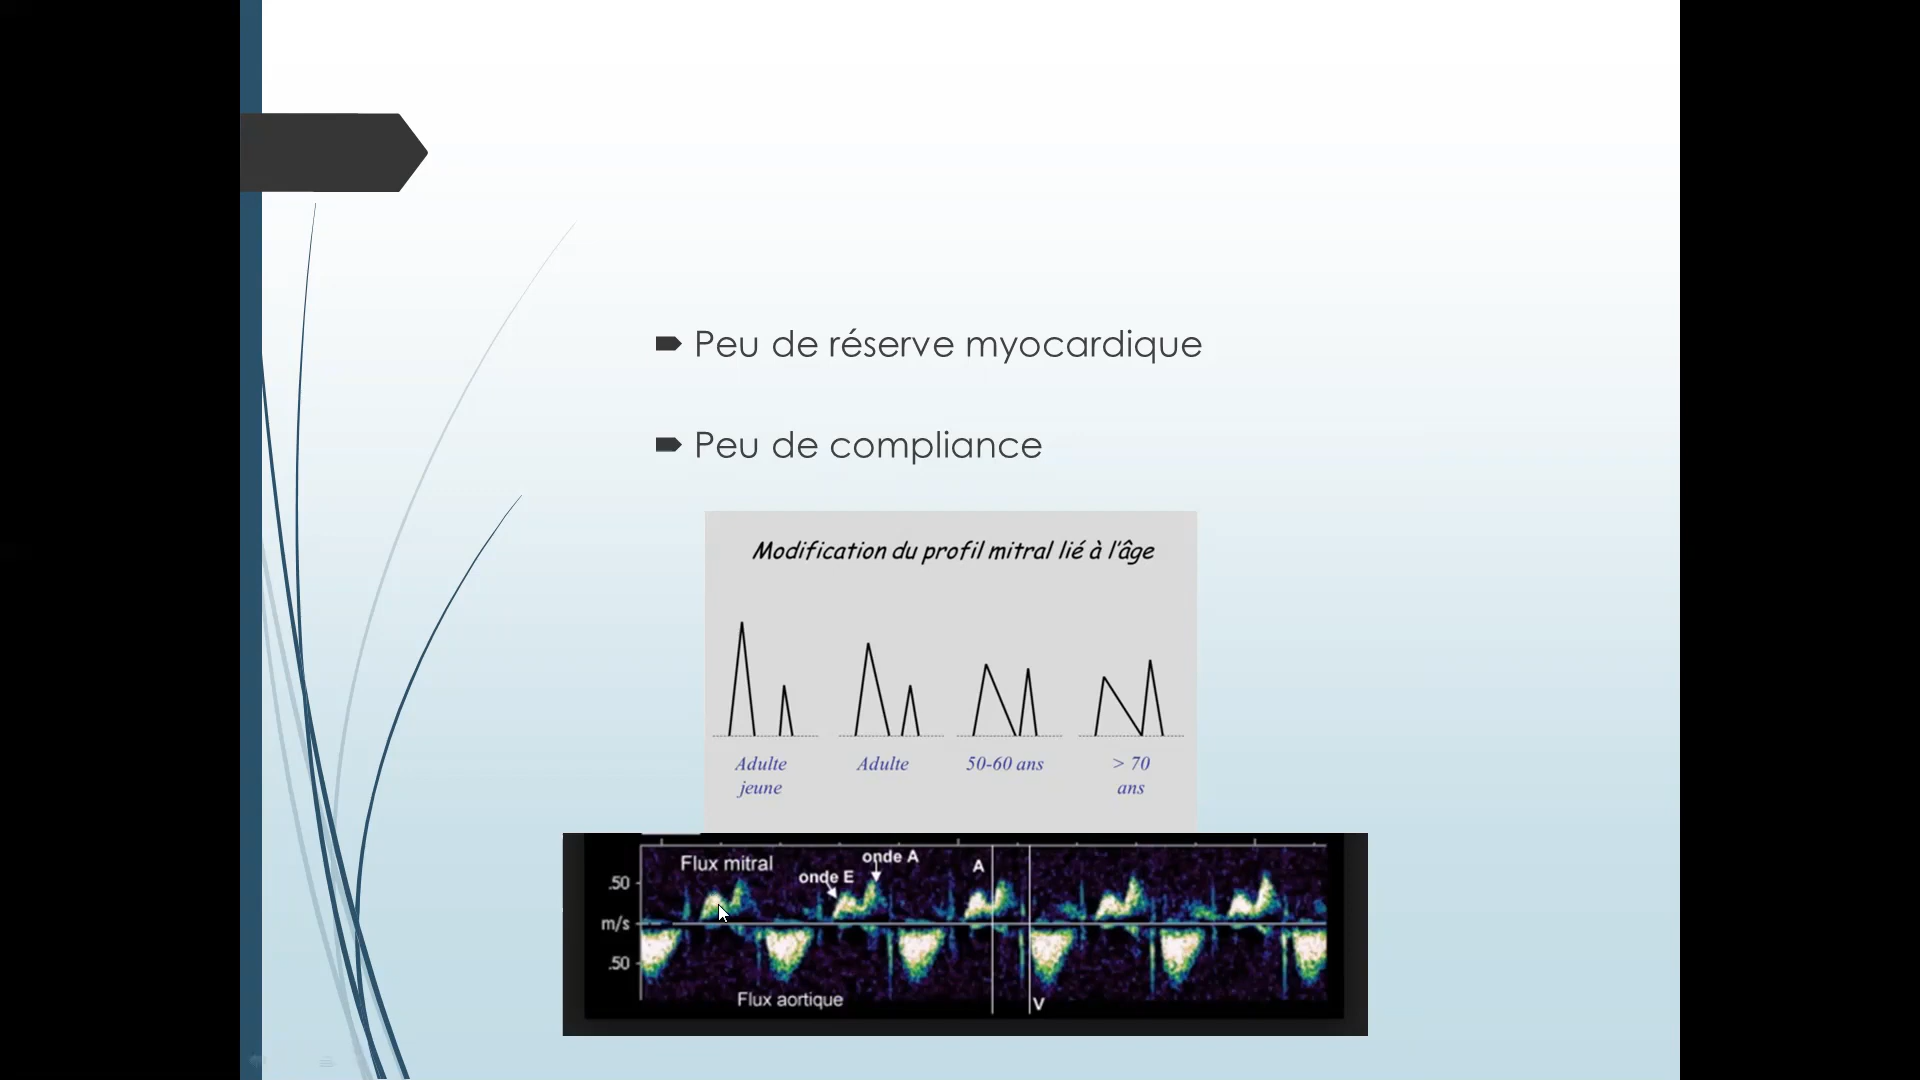 Peu de réserve myocardique
Peu de compliance
Modification du profil mitral lié à l'âge
Adulte jeune
Adulte
50-60 ans
> 70 ans
Flux mitral
onde E
onde A
A
.50
m/s
.50
Flux aortique
V